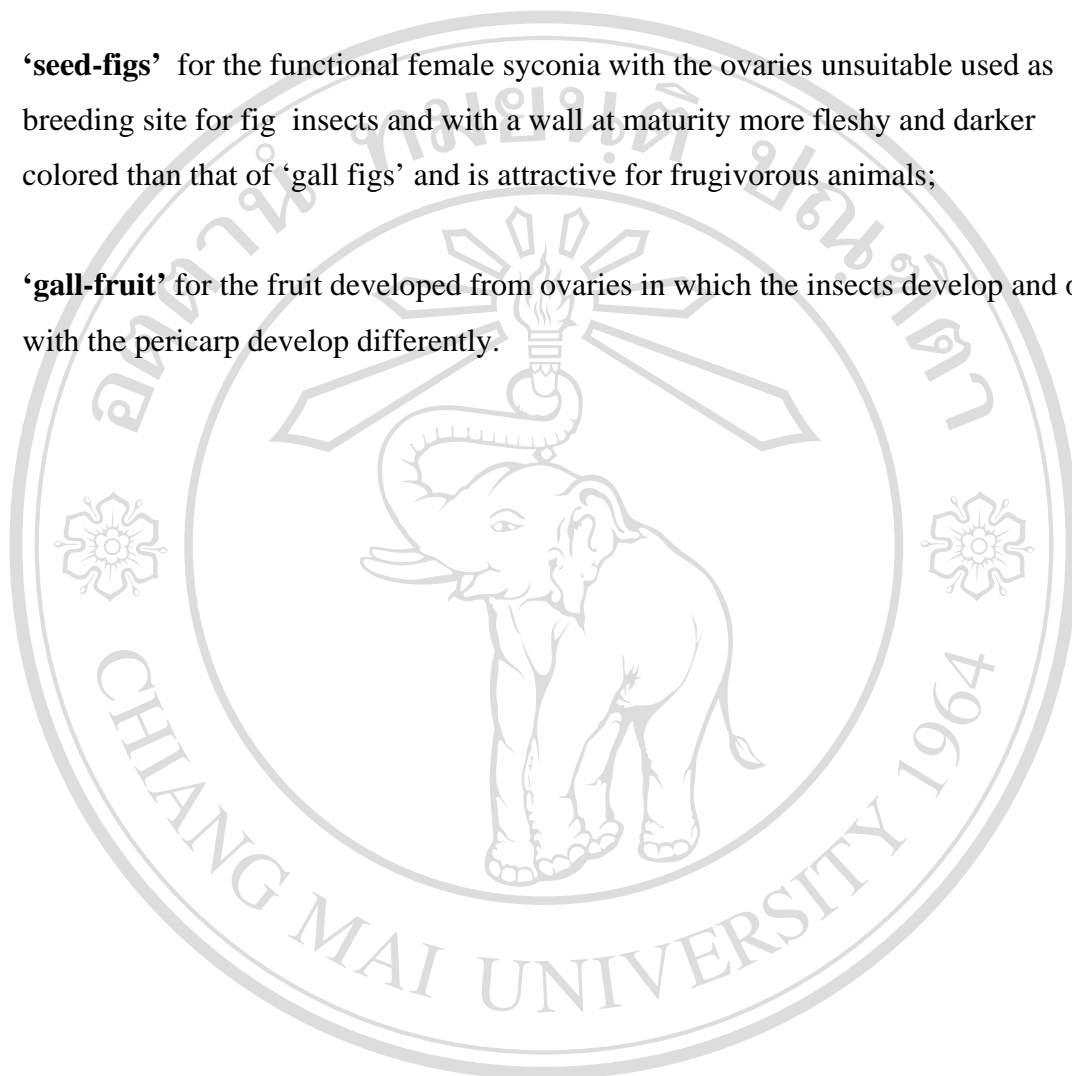 ‘seed-figs’ for the functional female syconia with the ovaries unsuitable used as
breeding site for fig insects and with a wall at maturity more fleshy and darker
colored than that of ‘gall figs’ and is attractive for frugivorous animals;
‘gall-fruit’ for the fruit developed from ovaries in which the insects develop and
with the pericarp develop differently.
CHIANG MAI UNIVERSITY 1964